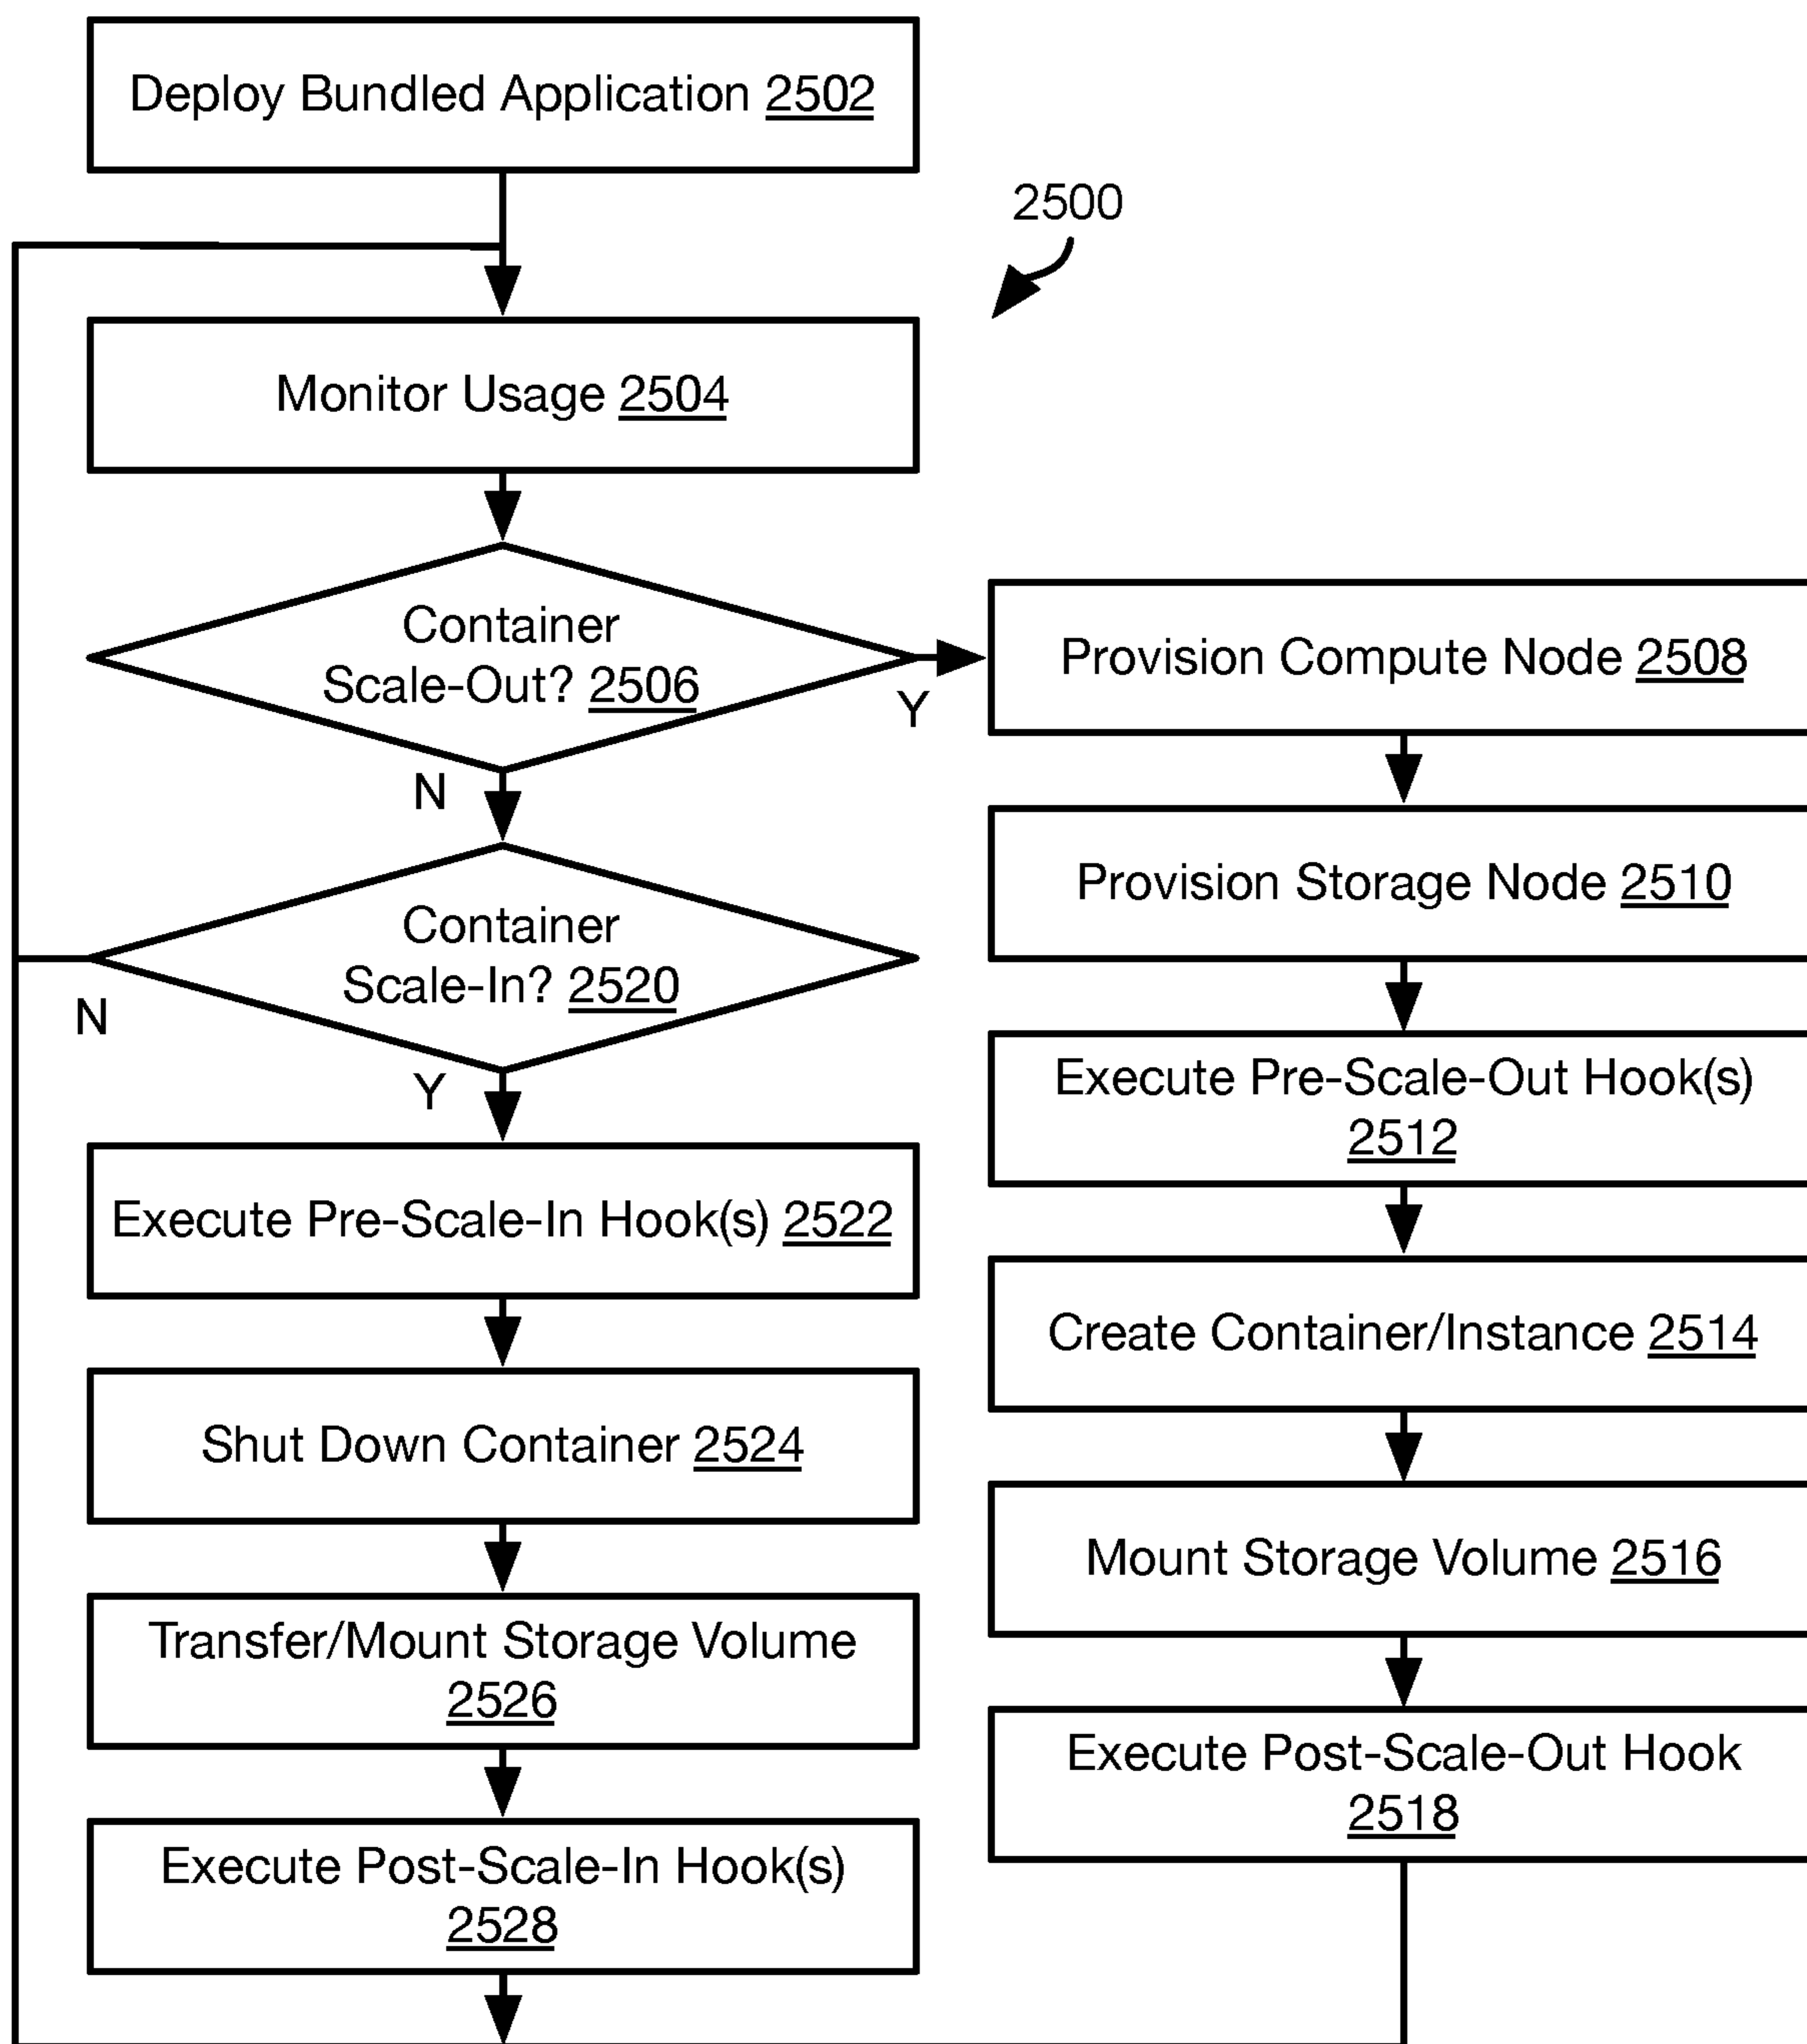 Deploy Bundled Application 2502
2500
Monitor Usage 2504
Container
Scale-Out? 2506
Y
N
Provision Compute Node 2508
Provision Storage Node 2510
Execute Pre-Scale-Out Hook(s)
2512
Create Container/Instance 2514
Mount Storage Volume 2516
Execute Post-Scale-Out Hook
2518
Container
Scale-In? 2520
N
Y
Execute Pre-Scale-In Hook(s) 2522
Shut Down Container 2524
Transfer/Mount Storage Volume
2526
Execute Post-Scale-In Hook(s)
2528